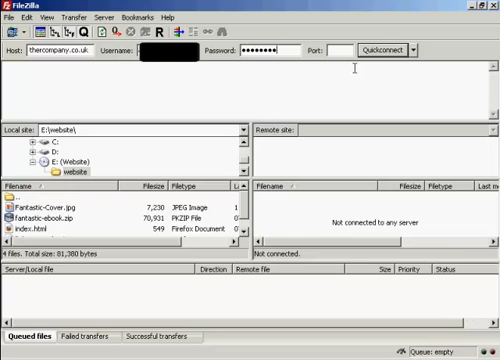 FileZilla
File Edit View Transfer Server Bookmarks Help
Host: thercompany.co.uk Username: Password: ●●●●●●●● Port: Quickconnect
Local site: E:\website\ Remote site:
C:
D:
E: (Website)
website
Filename Filesize Filetype Filename Filesize Filetype Last mo
..
Fantastic-Cover.jpg 7,230 JPEG Image
fantastic-ebook.zip 70,931 PKZIP File
Not connected to any server
index.html 549 Firefox Document
4 files. Total size: 81,380 bytes Not connected.
Server/Local file Direction Remote file Size Priority Status
Queued files Failed transfers Successful transfers
Queue: empty